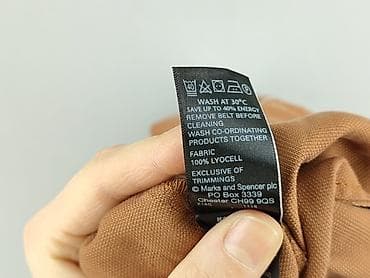 40
WASH AT 30°C
SAVE UP TO 40% ENERGY
REMOVE BELT BEFORE
CLEANING
WASH CO-ORDINATING
PRODUCTS TOGETHER
FABRIC
100% LYOCELL
EXCLUSIVE OF
TRIMMINGS
© Marks and Spencer plc
PO Box 3339
Chester CH99 9QS